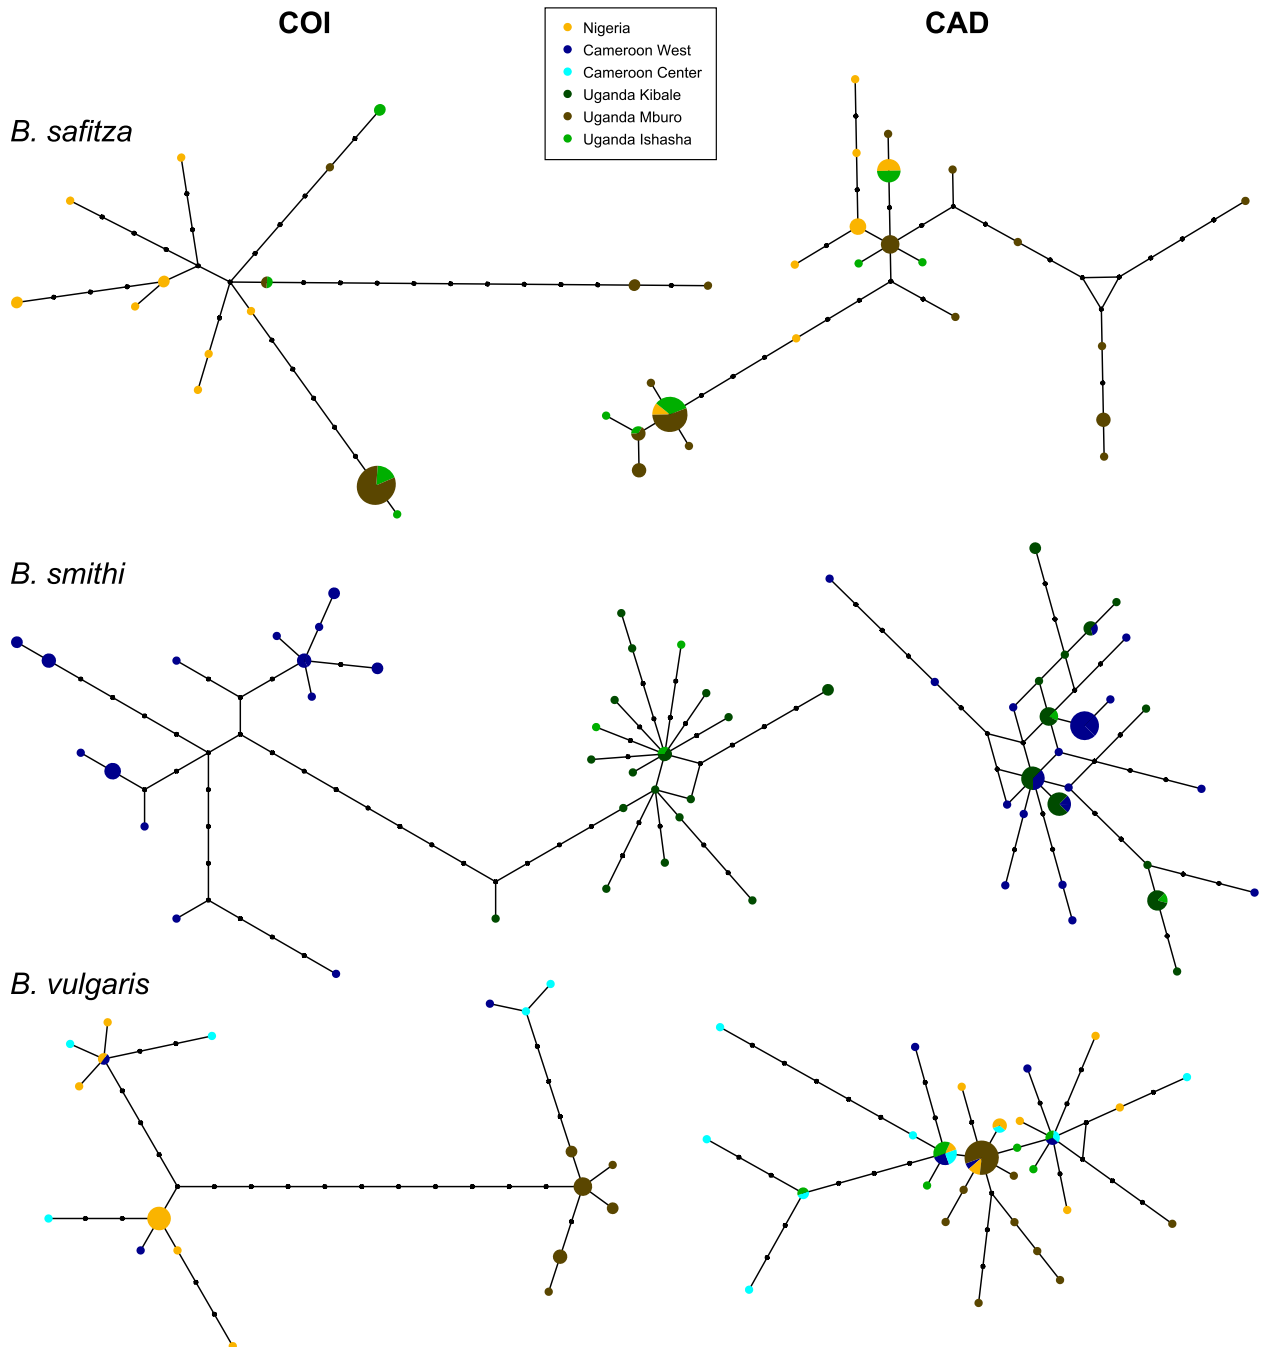 COI
CAD
Nigeria
Cameroon West
Cameroon Center
Uganda Kibale
Uganda Mburo
Uganda Ishasha
B. safitza
B. smithi
B. vulgaris